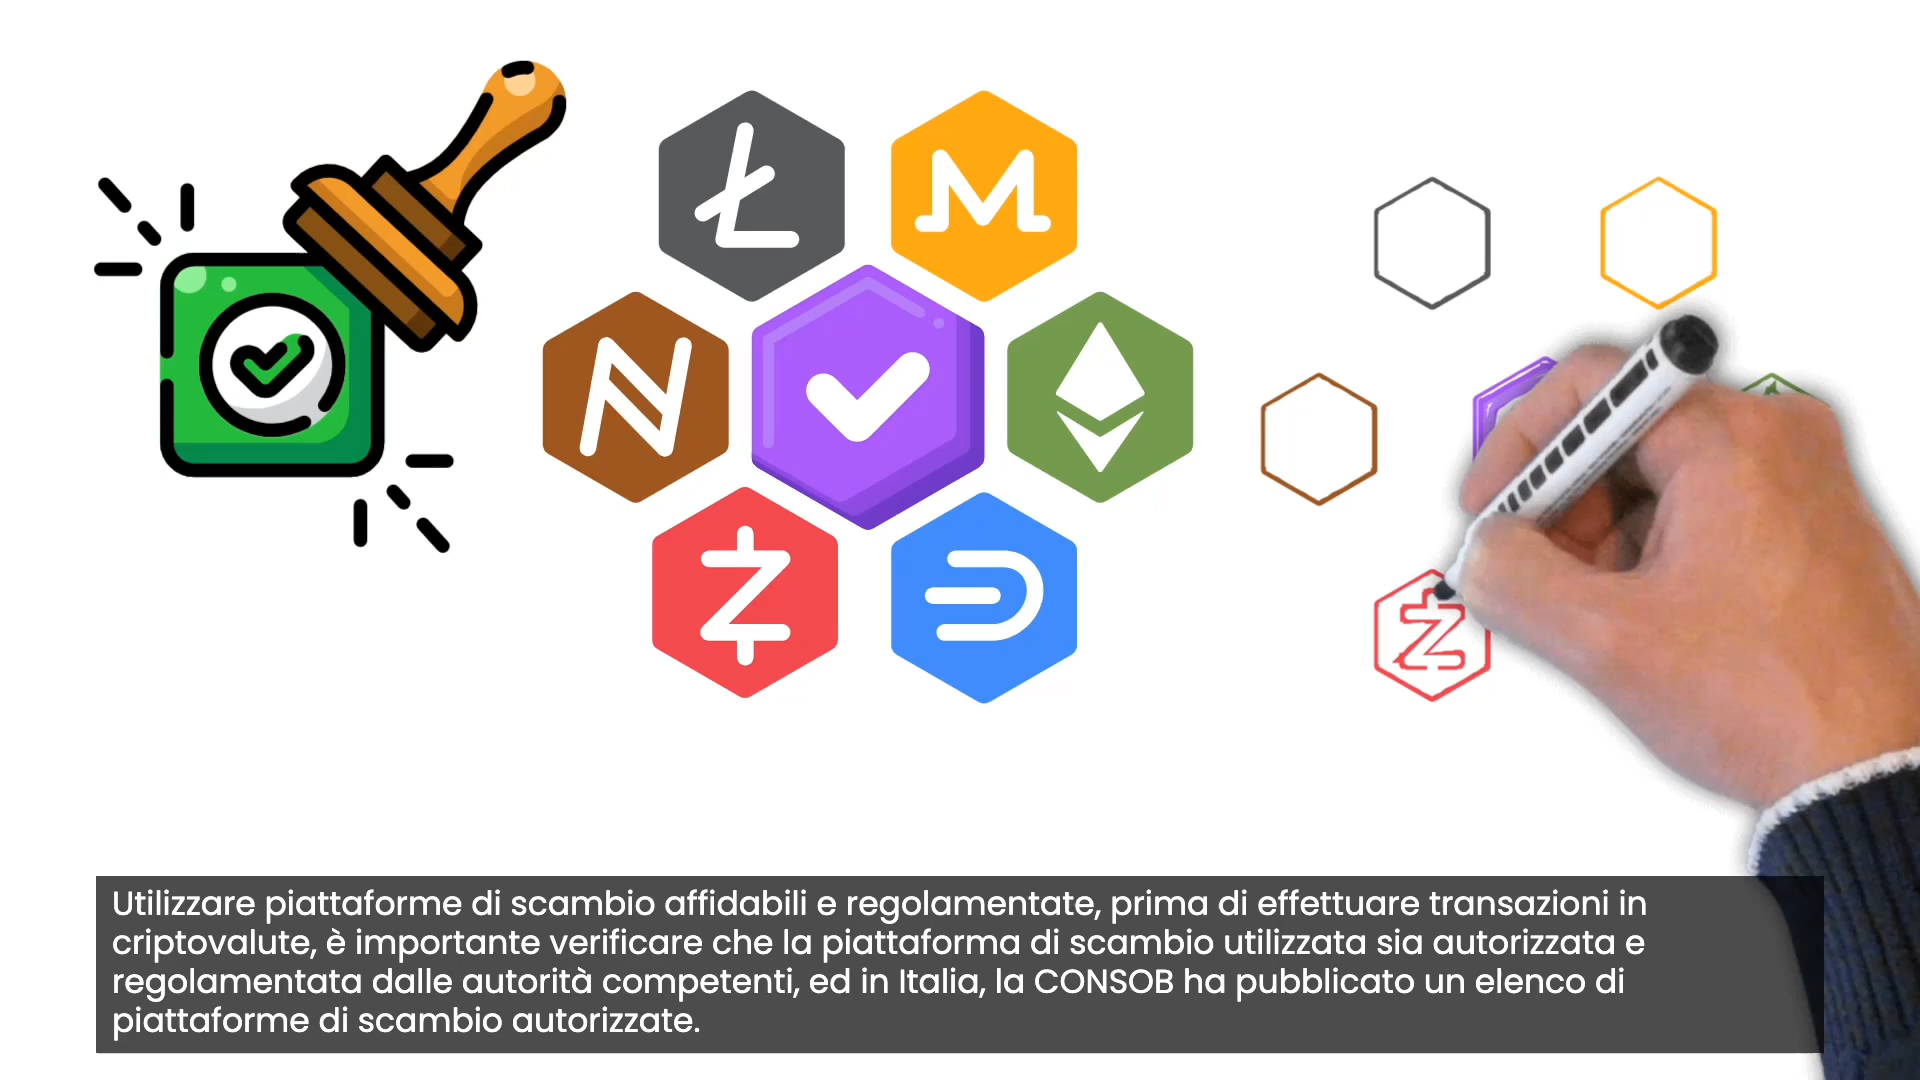 Utilizzare piattaforme di scambio affidabili e regolamentate, prima di effettuare transazioni in
criptovalute, è importante verificare che la piattaforma di scambio utilizzata sia autorizzata e
regolamentata dalle autorità competenti, ed in Italia, la CONSOB ha pubblicato un elenco di
piattaforme di scambio autorizzate.